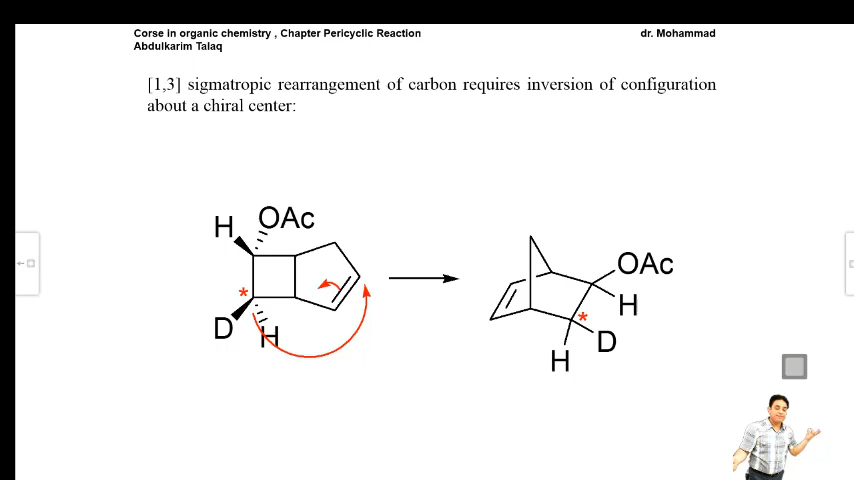 Corse in organic chemistry , Chapter Pericyclic Reaction
dr. Mohammad
Abdulkarim Talaq
[1,3] sigmatropic rearrangement of carbon requires inversion of configuration
about a chiral center:
H OAc
OAc
H
* *
D H
D
H